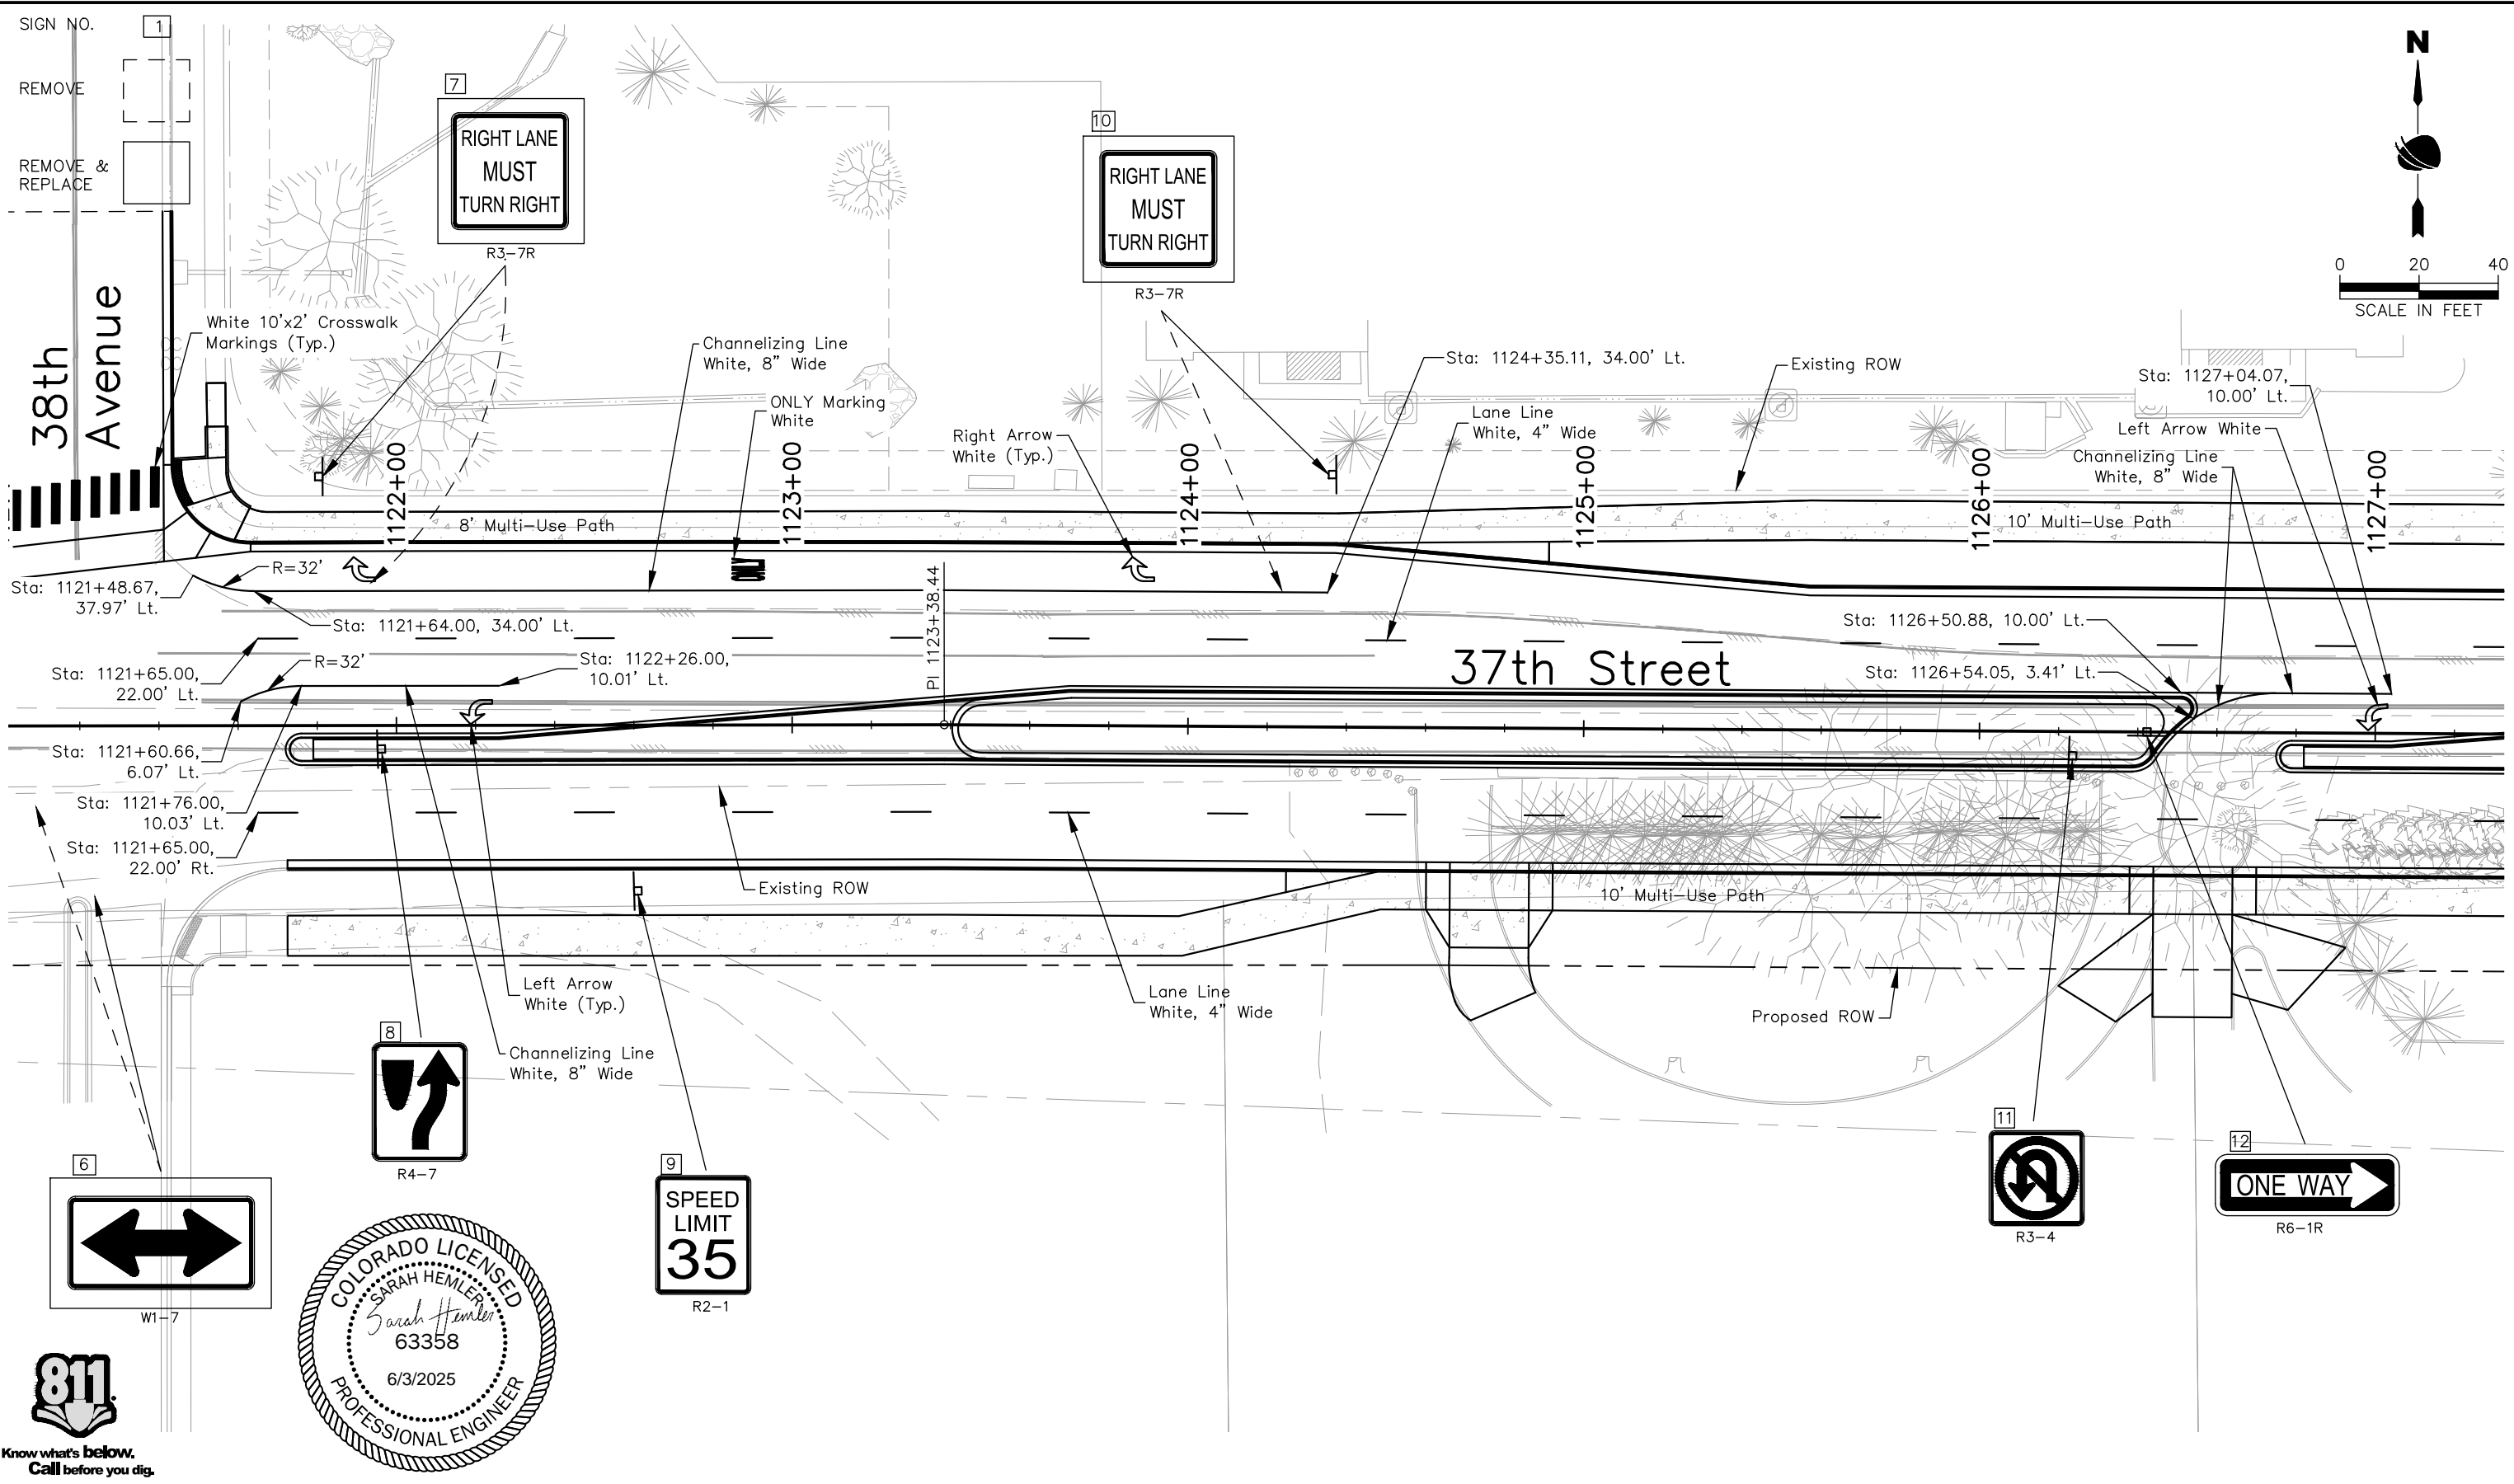 SIGN NO.
1
REMOVE
REMOVE &
REPLACE
7
RIGHT LANE
MUST
TURN RIGHT
R3-7R
10
RIGHT LANE
MUST
TURN RIGHT
R3-7R
N
0 20 40
SCALE IN FEET
38th
Avenue
White 10'x2' Crosswalk
Markings (Typ.)
Channelizing Line
White, 8" Wide
ONLY Marking
White
Right Arrow
White (Typ.)
Sta: 1124+35.11, 34.00' Lt.
Lane Line
White, 4" Wide
Existing ROW
Sta: 1127+04.07,
10.00' Lt.
Left Arrow White
Channelizing Line
White, 8" Wide
1122+00
1123+00
1124+00
1125+00
1126+00
1127+00
8' Multi-Use Path
10' Multi-Use Path
Sta: 1121+48.67,
37.97' Lt.
R=32'
Sta: 1121+64.00, 34.00' Lt.
PI 1123+38.44
Sta: 1126+50.88, 10.00' Lt.
Sta: 1121+65.00,
22.00' Lt.
R=32'
Sta: 1122+26.00,
10.01' Lt.
37th Street
Sta: 1126+54.05, 3.41' Lt.
Sta: 1121+60.66,
6.07' Lt.
Sta: 1121+76.00,
10.03' Lt.
Sta: 1121+65.00,
22.00' Rt.
Existing ROW
10' Multi-Use Path
Left Arrow
White (Typ.)
Lane Line
White, 4" Wide
Proposed ROW
Channelizing Line
White, 8" Wide
8
R4-7
6
W1-7
9
SPEED
LIMIT
35
R2-1
11
R3-4
12
ONE WAY
R6-1R
COLORADO LICENSED
SARAH HEMLER
Sarah Hemler
63358
6/3/2025
PROFESSIONAL ENGINEER
811
Know what's below.
Call before you dig.